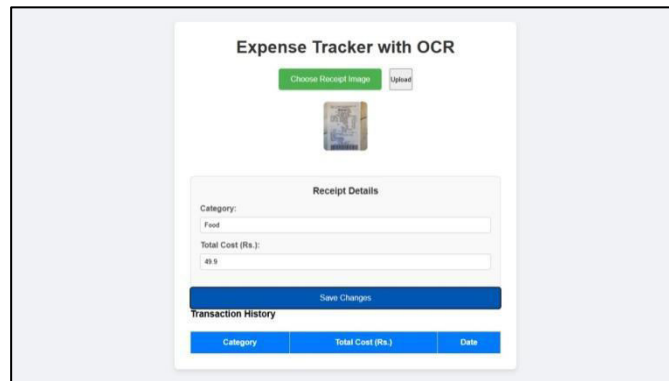 Expense Tracker with OCR
Choose Receipt Image Upload
Receipt Details
Category:
Food
Total Cost (Rs.):
49.9
Save Changes
Transaction History
Category Total Cost (Rs.) Date